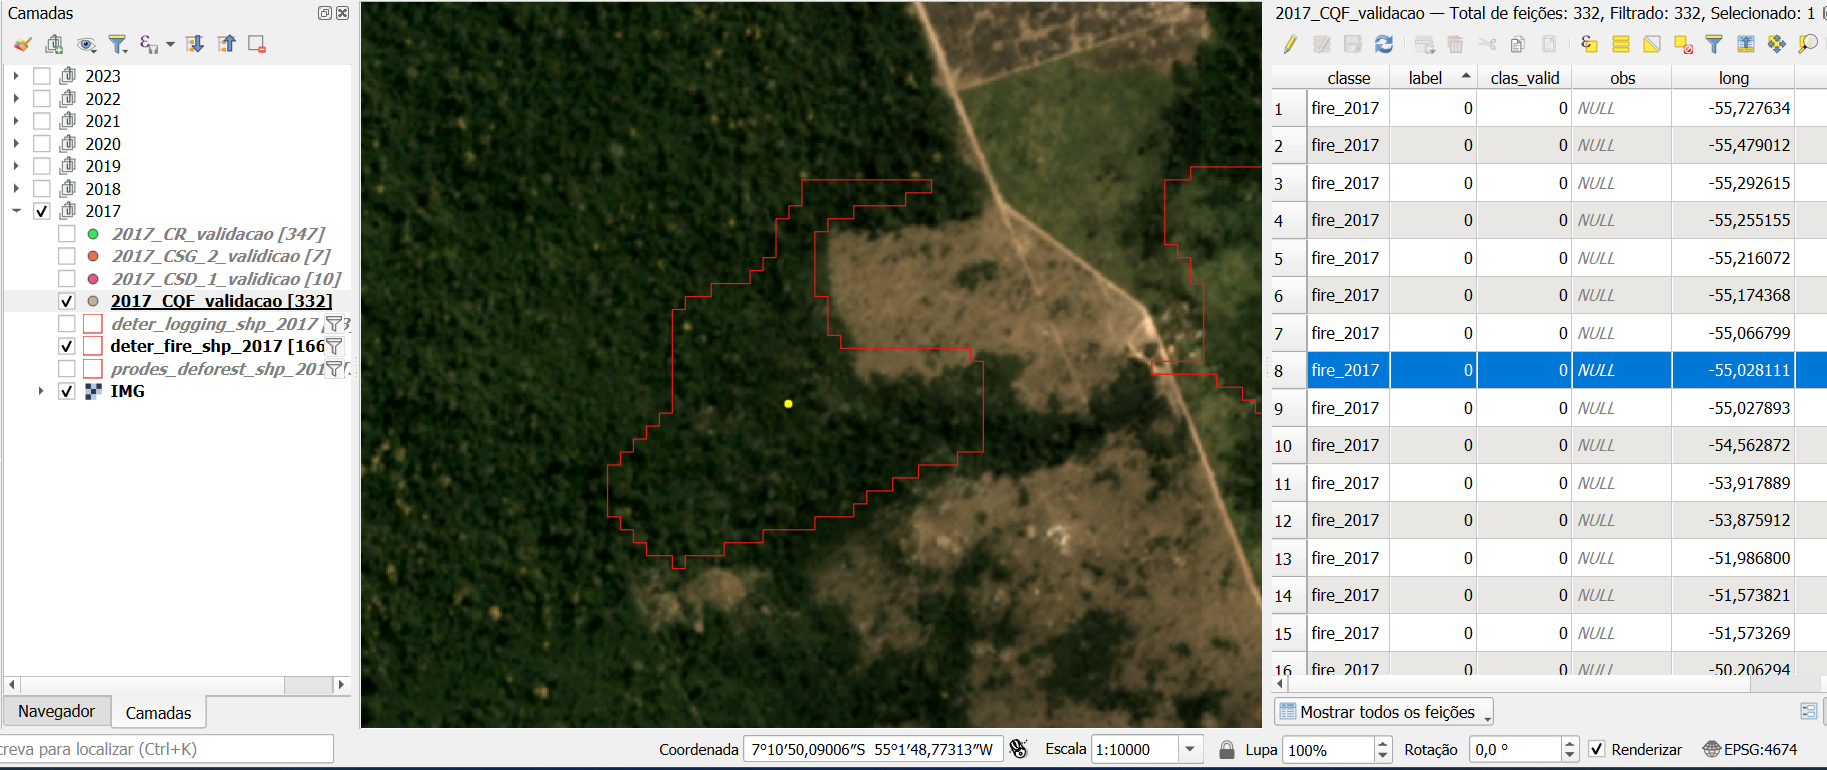 Camadas
2023
2022
2021
2020
2019
2018
2017
2017_CR_validacao [347]
2017_CSG_2_validicao [7]
2017_CSD_1_validicao [10]
2017_CQF_validacao [332]
deter_logging_shp_2017
deter_fire_shp_2017 [166
prodes_deforest_shp_201
IMG
Navegador
Camadas
creva para localizar (Ctrl+K)
2017_CQF_validacao — Total de feições: 332, Filtrado: 332, Selecionado: 1
classe label clas_valid obs long
1 fire_2017 0 0 NULL -55,727634
2 fire_2017 0 0 NULL -55,479012
3 fire_2017 0 0 NULL -55,292615
4 fire_2017 0 0 NULL -55,255155
5 fire_2017 0 0 NULL -55,216072
6 fire_2017 0 0 NULL -55,174368
7 fire_2017 0 0 NULL -55,066799
8 fire_2017 0 0 NULL -55,028111
9 fire_2017 0 0 NULL -55,027893
10 fire_2017 0 0 NULL -54,562872
11 fire_2017 0 0 NULL -53,917889
12 fire_2017 0 0 NULL -53,875912
13 fire_2017 0 0 NULL -51,986800
14 fire_2017 0 0 NULL -51,573821
15 fire_2017 0 0 NULL -51,573269
16 fire_2017 0 0 NULL -50,206294
Mostrar todos os feições
Coordenada 7°10′50,09006″S 55°1′48,77313″W Escala 1:10000 Lupa 100% Rotação 0,0 ° Renderizar EPSG:4674